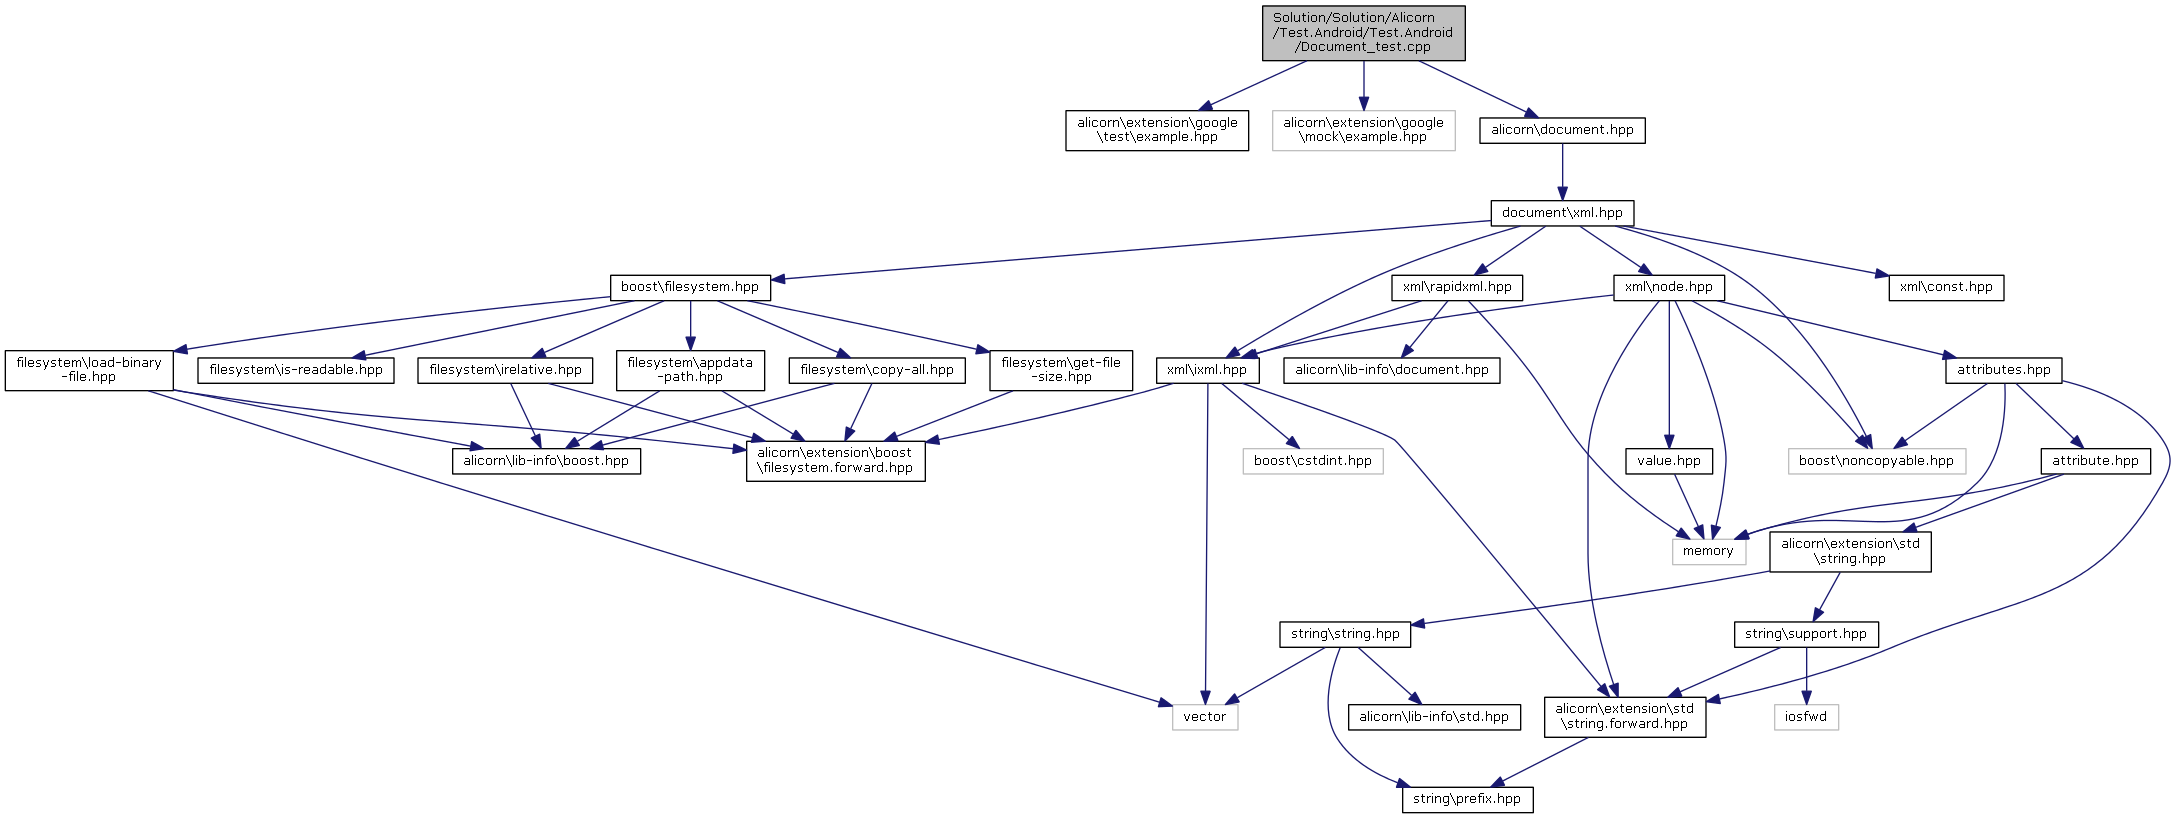 Solution/Solution/Alicorn
/Test.Android/Test.Android
/Document_test.cpp
alicorn\extension\google
\test\example.hpp
alicorn\extension\google
\mock\example.hpp
alicorn\document.hpp
document\xml.hpp
boost\filesystem.hpp
xml\rapidxml.hpp
xml\node.hpp
xml\const.hpp
filesystem\load-binary
-file.hpp
filesystem\is-readable.hpp
filesystem\irelative.hpp
filesystem\appdata
-path.hpp
filesystem\copy-all.hpp
filesystem\get-file
-size.hpp
xml\ixml.hpp
alicorn\lib-info\document.hpp
attributes.hpp
alicorn\lib-info\boost.hpp
alicorn\extension\boost
\filesystem.forward.hpp
boost\cstdint.hpp
value.hpp
boost\noncopyable.hpp
attribute.hpp
memory
alicorn\extension\std
\string.hpp
string\string.hpp
string\support.hpp
vector
alicorn\lib-info\std.hpp
alicorn\extension\std
\string.forward.hpp
iosfwd
string\prefix.hpp